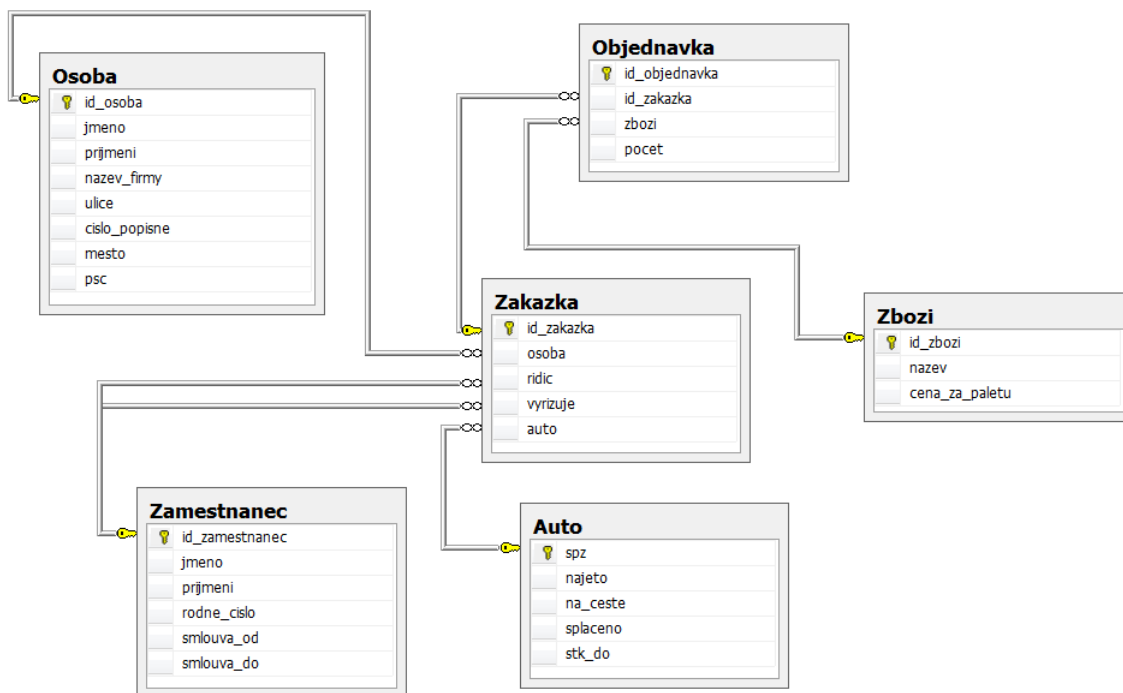 Osoba
id_osoba
jmeno
prijmeni
nazev_firmy
ulice
cislo_popisne
mesto
psc
Objednavka
id_objednavka
id_zakazka
zbozi
pocet
Zakazka
id_zakazka
osoba
ridic
vyrizuje
auto
Zbozi
id_zbozi
nazev
cena_za_paletu
Zamestnanec
id_zamestnanec
jmeno
prijmeni
rodne_cislo
smlouva_od
smlouva_do
Auto
spz
najeto
na_ceste
splaceno
stk_do